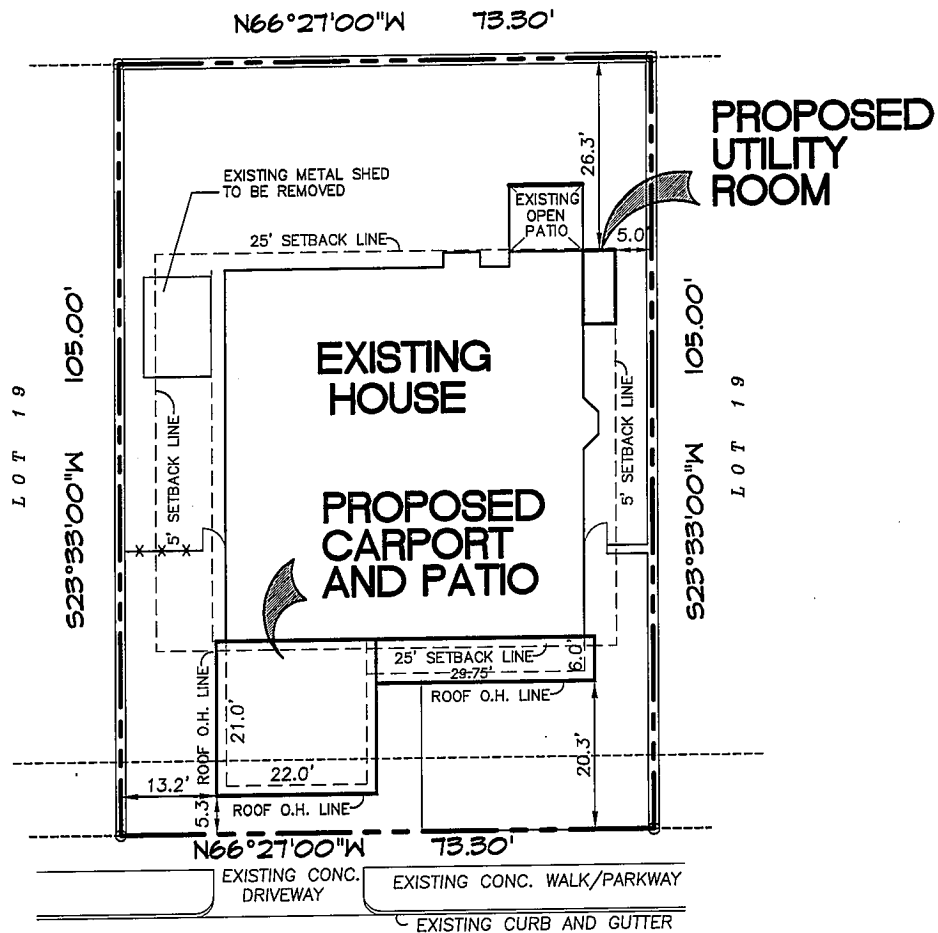 N66°27'00"W 73.30'
PROPOSED
UTILITY
ROOM
26.3'
EXISTING METAL SHED
TO BE REMOVED
EXISTING
OPEN
PATIO
5.0'
25' SETBACK LINE
LOT 19
S23°33'00"W 105.00'
5' SETBACK LINE
EXISTING
HOUSE
5' SETBACK LINE
S23°33'00"W 105.00'
LOT 19
PROPOSED
CARPORT
AND PATIO
25' SETBACK LINE
29.75'
6.0'
ROOF O.H. LINE
ROOF O.H. LINE
21.0'
22.0'
20.3'
13.2'
5.3'
ROOF O.H. LINE
N66°27'00"W 73.30'
EXISTING CONC.
DRIVEWAY
EXISTING CONC. WALK/PARKWAY
EXISTING CURB AND GUTTER